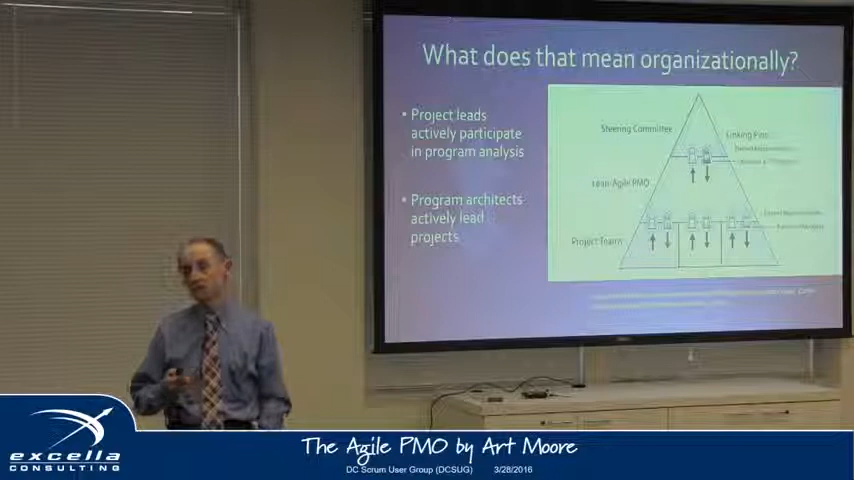 What does that mean organizationally?
• Project leads
actively participate
in program analysis
• Program architects
actively lead
projects
Steering Committee
Linking Pins
Lean-Agile PMO
Project Teams
excella
CONSULTING
The Agile PMO by Art Moore
DC Scrum User Group (DCSUG) 3/28/2016